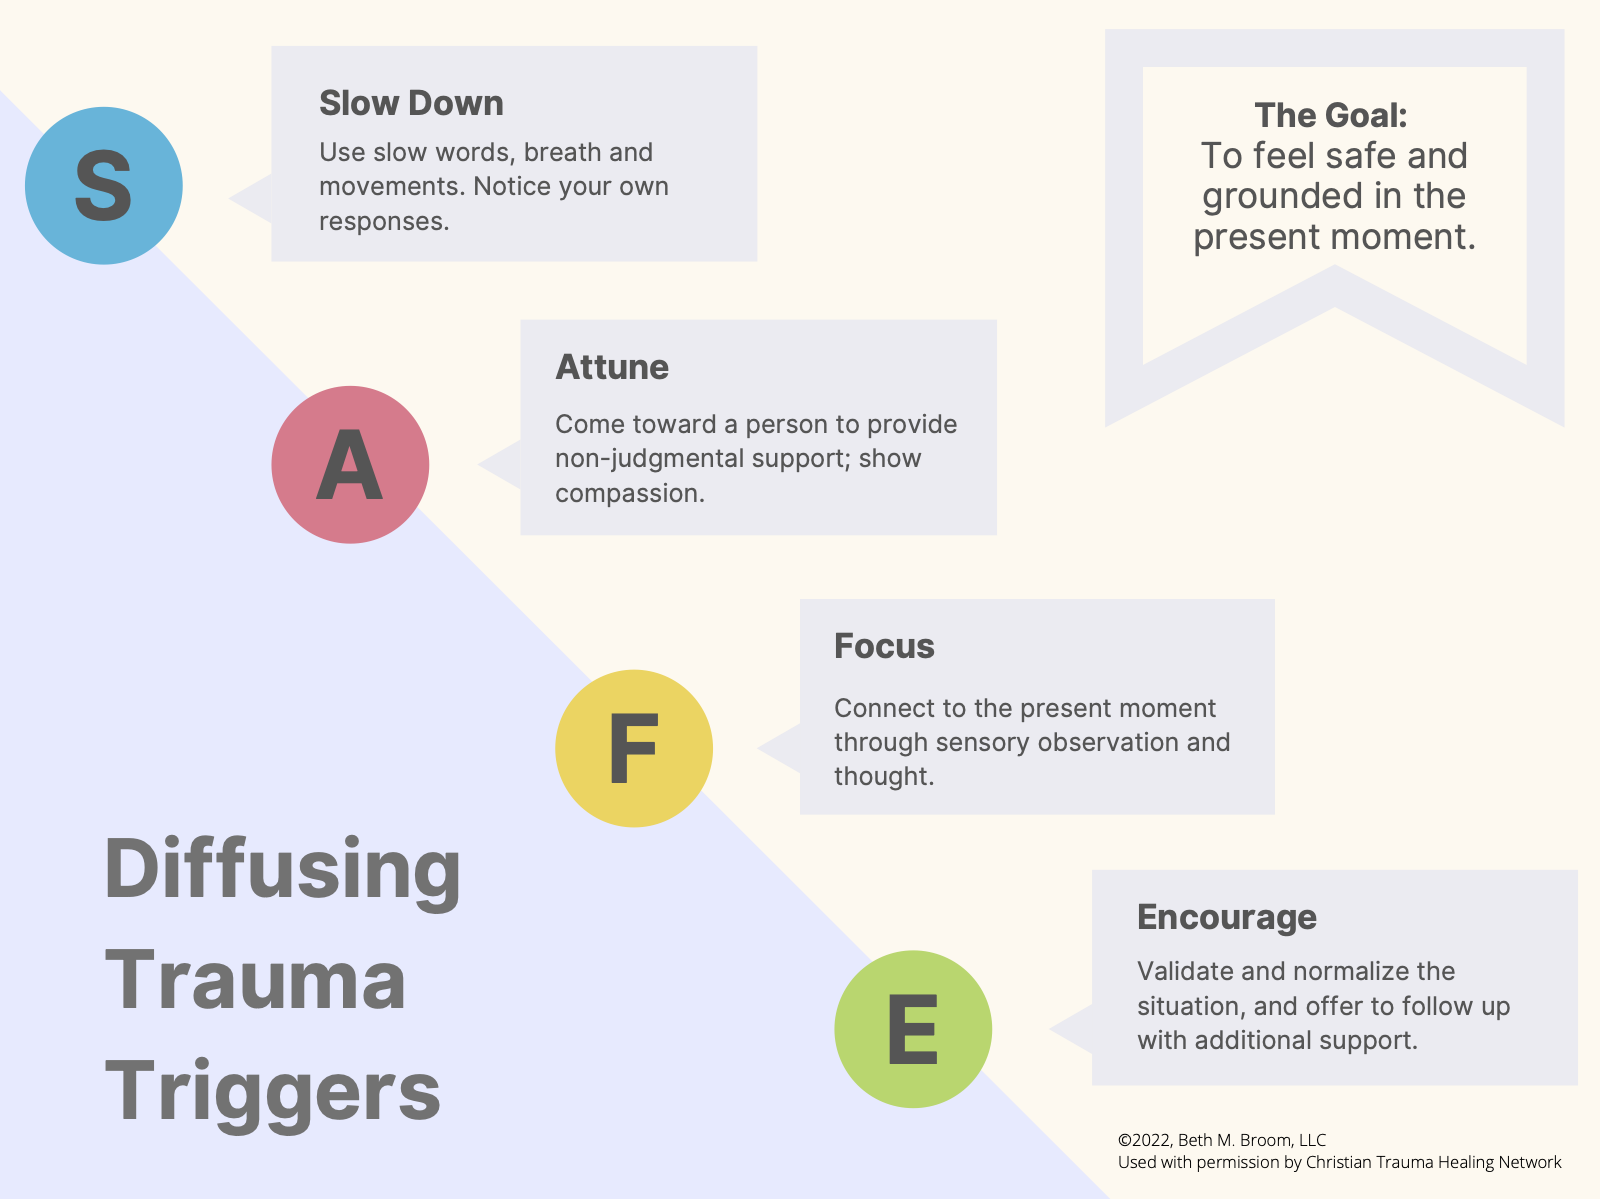 S
Slow Down
Use slow words, breath and
movements. Notice your own
responses.
The Goal:
To feel safe and
grounded in the
present moment.
A
Attune
Come toward a person to provide
non-judgmental support; show
compassion.
F
Focus
Connect to the present moment
through sensory observation and
thought.
E
Encourage
Validate and normalize the
situation, and offer to follow up
with additional support.
Diffusing
Trauma
Triggers
©2022, Beth M. Broom, LLC
Used with permission by Christian Trauma Healing Network